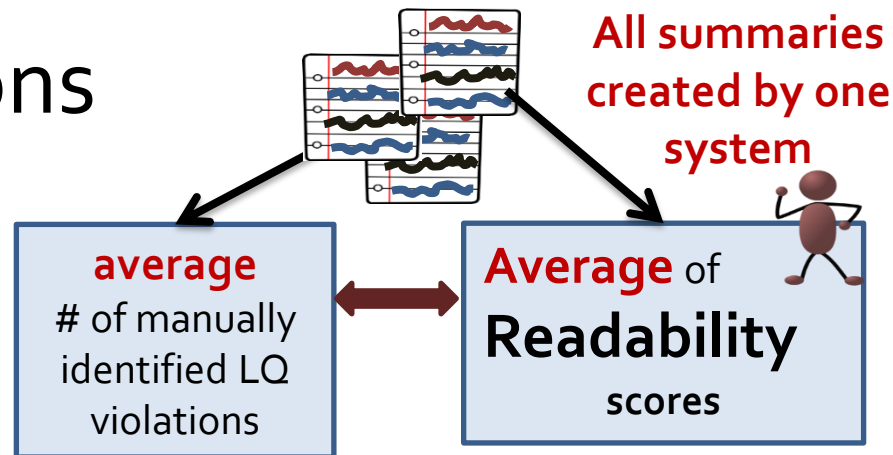 ons
All summaries
created by one
system
average
# of manually
identified LQ
violations
Average of
Readability
scores